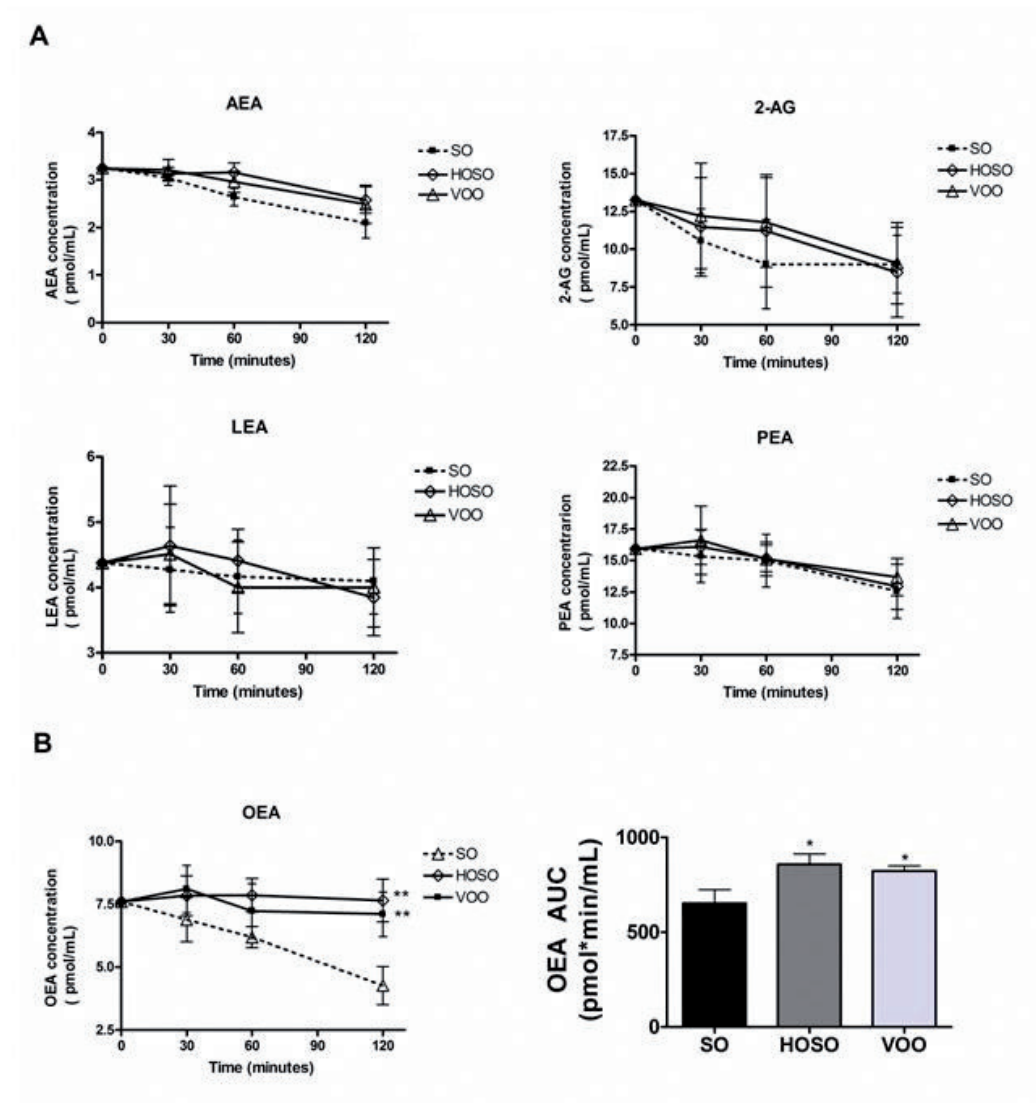 A
AEA
AEA concentration
( pmol/mL)
4
3
2
1
0
0 30 60 90 120
Time (minutes)
SO
HOSO
VOO
2-AG
2-AG concentration
( pmol/mL)
17.5
15.0
12.5
10.0
7.5
5.0
0 30 60 90 120
Time (minutes)
SO
HOSO
VOO
LEA
LEA concentration
( pmol/mL)
6
5
4
3
0 30 60 90 120
Time (minutes)
SO
HOSO
VOO
PEA
PEA concentrarion
( pmol/mL)
22.5
20.0
17.5
15.0
12.5
10.0
7.5
0 30 60 90 120
Time (minutes)
SO
HOSO
VOO
B
OEA
OEA concentration
( pmol/mL)
10.0
7.5
5.0
2.5
0 30 60 90 120
Time (minutes)
**
**
SO
HOSO
VOO
OEA AUC
(pmol*min/mL)
1000
500
0
*
*
SO HOSO VOO